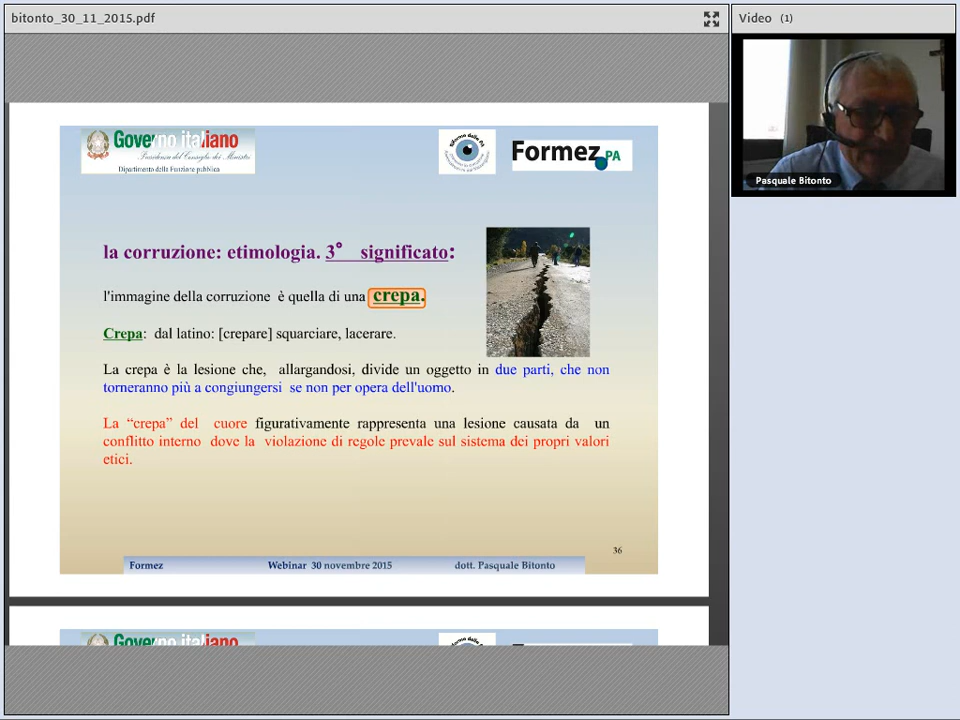 bitonto_30_11_2015.pdf
Video (1)
Governo italiano
Presidenza del Consiglio dei Ministri
Dipartimento della Funzione pubblica
Formez PA
Pasquale Bitonto
la corruzione: etimologia. 3° significato:
l'immagine della corruzione è quella di una crepa.
Crepa: dal latino: [crepare] squarciare, lacerare.
La crepa è la lesione che, allargandosi, divide un oggetto in due parti, che non
torneranno più a congiungersi se non per opera dell'uomo.
La “crepa” del cuore figurativamente rappresenta una lesione causata da un
conflitto interno dove la violazione di regole prevale sul sistema dei propri valori
etici.
36
Formez Webinar 30 novembre 2015 dott. Pasquale Bitonto
Governo italiano